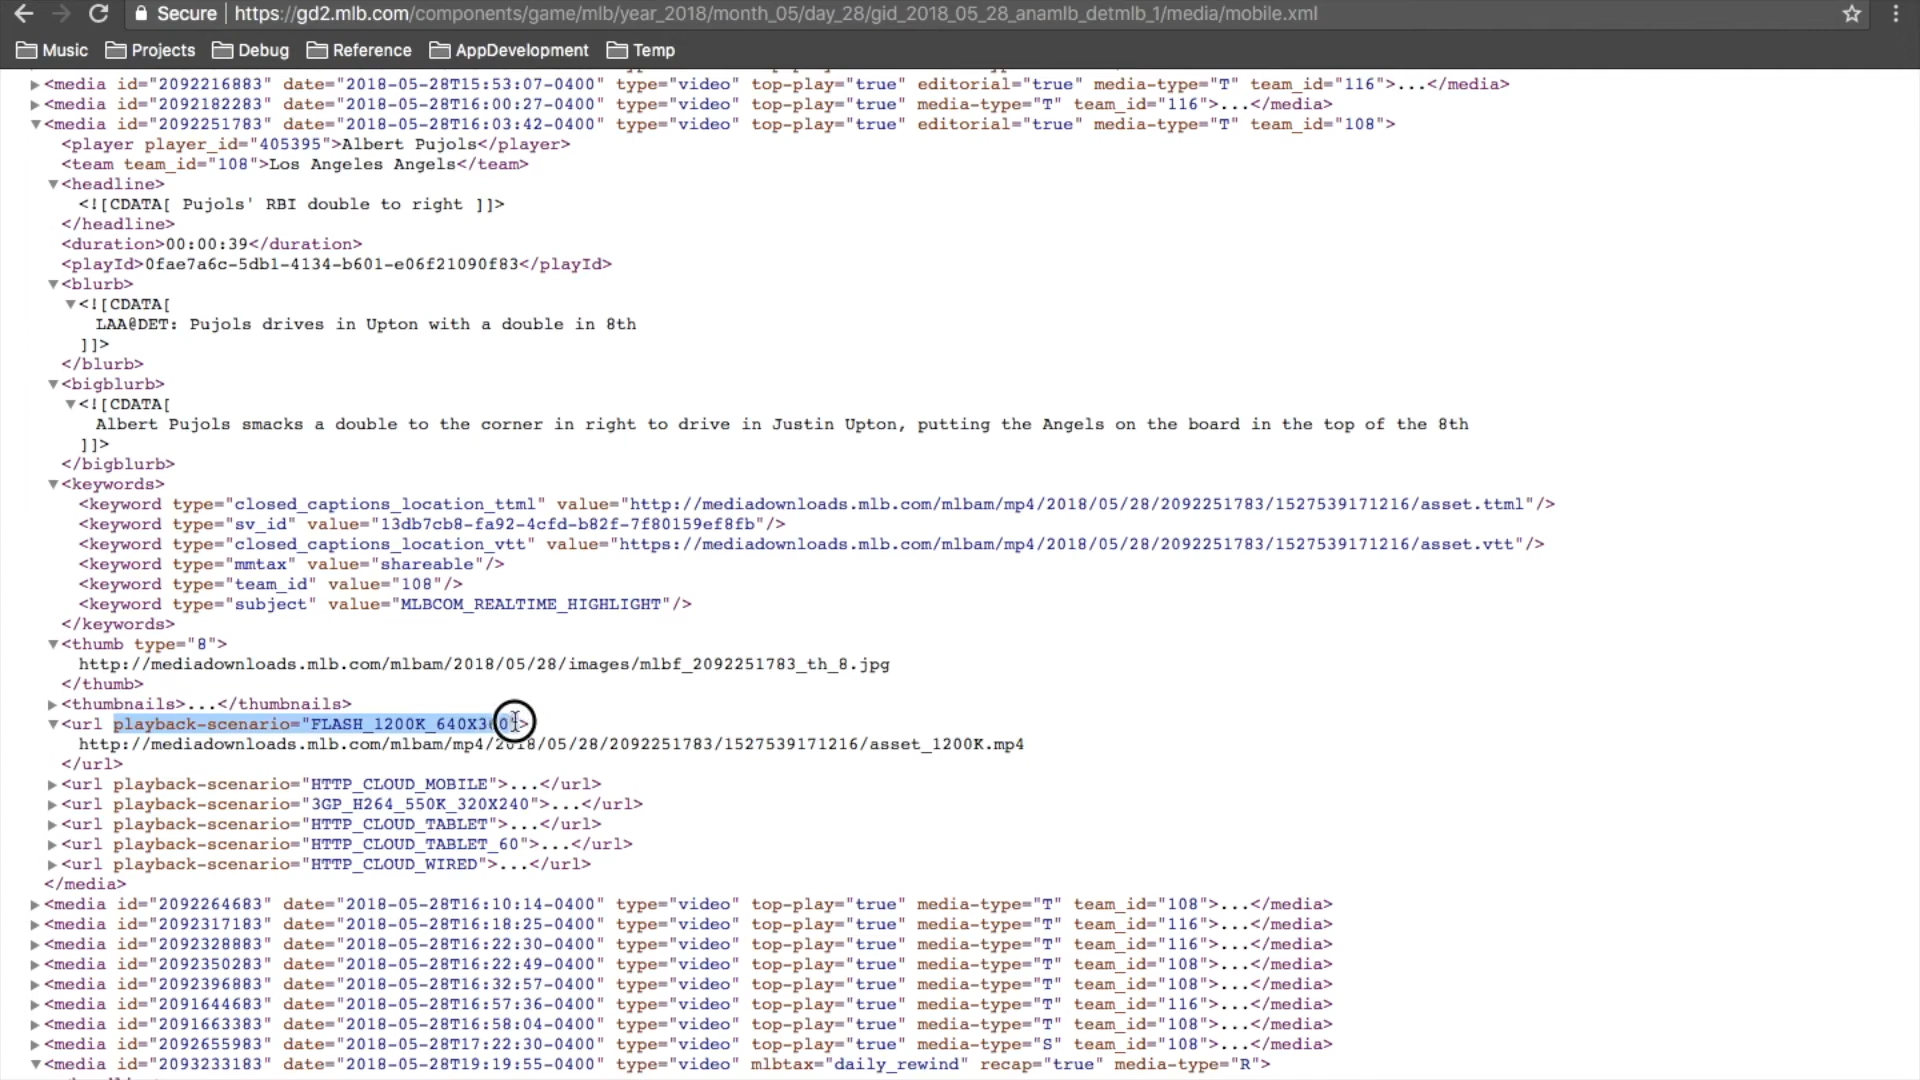 Secure | https://gd2.mlb.com/components/game/mlb/year_2018/month_05/day_28/gid_2018_05_28_anamlb_detmlb_1/media/mobile.xml
Music Projects Debug Reference AppDevelopment Temp
<media id="2092216883" date="2018-05-28T15:53:07-0400" type="video" top-play="true" editorial="true" media-type="T" team_id="116">...</media>
<media id="2092182283" date="2018-05-28T16:00:27-0400" type="video" top-play="true" media-type="T" team_id="116">...</media>
<media id="2092251783" date="2018-05-28T16:03:42-0400" type="video" top-play="true" editorial="true" media-type="T" team_id="108">
<player player_id="405395">Albert Pujols</player>
<team team_id="108">Los Angeles Angels</team>
<headline>
<![CDATA[ Pujols' RBI double to right ]]>
</headline>
<duration>00:00:39</duration>
<playId>0fae7a6c-5db1-4134-b601-e06f21090f83</playId>
<blurb>
<![CDATA[
LAA@DET: Pujols drives in Upton with a double in 8th
]]>
</blurb>
<bigblurb>
<![CDATA[
Albert Pujols smacks a double to the corner in right to drive in Justin Upton, putting the Angels on the board in the top of the 8th
]]>
</bigblurb>
<keywords>
<keyword type="closed_captions_location_ttml" value="http://mediadownloads.mlb.com/mlbam/mp4/2018/05/28/2092251783/1527539171216/asset.ttml"/>
<keyword type="sv_id" value="13db7cb8-fa92-4cfd-b82f-7f80159ef8fb"/>
<keyword type="closed_captions_location_vtt" value="https://mediadownloads.mlb.com/mlbam/mp4/2018/05/28/2092251783/1527539171216/asset.vtt"/>
<keyword type="mmtax" value="shareable"/>
<keyword type="team_id" value="108"/>
<keyword type="subject" value="MLBCOM_REALTIME_HIGHLIGHT"/>
</keywords>
<thumb type="8">
http://mediadownloads.mlb.com/mlbam/2018/05/28/images/mlbf_2092251783_th_8.jpg
</thumb>
<thumbnails>...</thumbnails>
<url playback-scenario="FLASH_1200K_640X360">
http://mediadownloads.mlb.com/mlbam/mp4/2018/05/28/2092251783/1527539171216/asset_1200K.mp4
</url>
<url playback-scenario="HTTP_CLOUD_MOBILE">...</url>
<url playback-scenario="3GP_H264_550K_320X240">...</url>
<url playback-scenario="HTTP_CLOUD_TABLET">...</url>
<url playback-scenario="HTTP_CLOUD_TABLET_60">...</url>
<url playback-scenario="HTTP_CLOUD_WIRED">...</url>
</media>
<media id="2092264683" date="2018-05-28T16:10:14-0400" type="video" top-play="true" media-type="T" team_id="108">...</media>
<media id="2092317183" date="2018-05-28T16:18:25-0400" type="video" top-play="true" media-type="T" team_id="116">...</media>
<media id="2092328883" date="2018-05-28T16:22:30-0400" type="video" top-play="true" media-type="T" team_id="116">...</media>
<media id="2092350283" date="2018-05-28T16:22:49-0400" type="video" top-play="true" media-type="T" team_id="108">...</media>
<media id="2092396883" date="2018-05-28T16:32:57-0400" type="video" top-play="true" media-type="T" team_id="108">...</media>
<media id="2091644683" date="2018-05-28T16:57:36-0400" type="video" top-play="true" media-type="T" team_id="116">...</media>
<media id="2091663383" date="2018-05-28T16:58:04-0400" type="video" top-play="true" media-type="T" team_id="108">...</media>
<media id="2092655983" date="2018-05-28T17:22:30-0400" type="video" top-play="true" media-type="S" team_id="108">...</media>
<media id="2093233183" date="2018-05-28T19:19:55-0400" type="video" mlbtax="daily_rewind" recap="true" media-type="R">